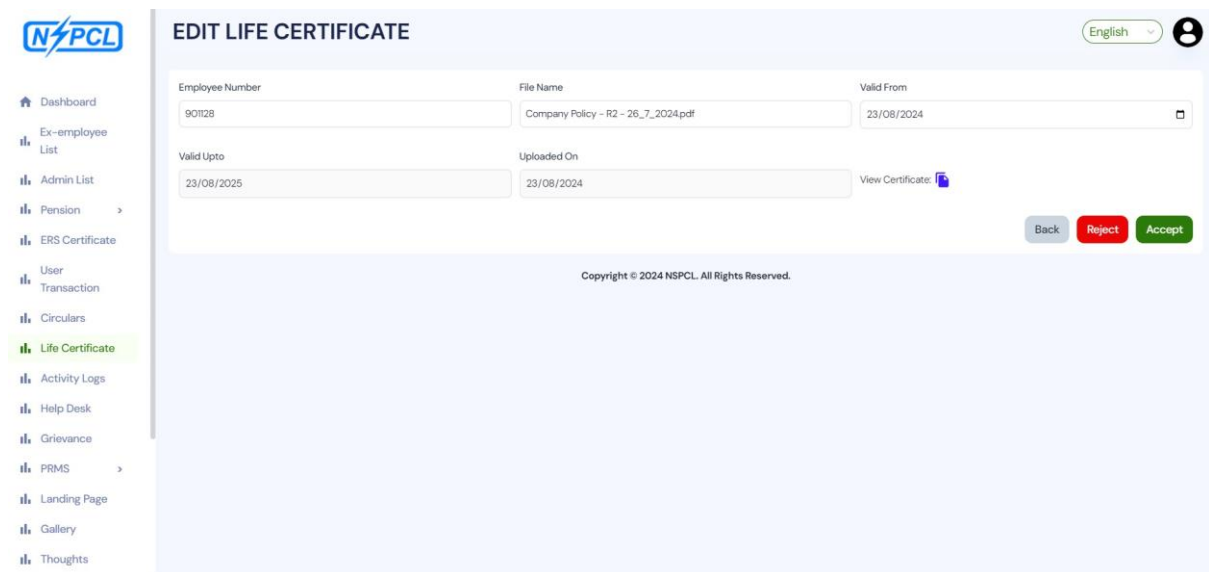 NSPCL
EDIT LIFE CERTIFICATE
English
Dashboard
Ex-employee
List
Admin List
Pension
ERS Certificate
User
Transaction
Circulars
Life Certificate
Activity Logs
Help Desk
Grievance
PRMS
Landing Page
Gallery
Thoughts
Employee Number
901128
File Name
Company Policy - R2 - 26_7_2024.pdf
Valid From
23/08/2024
Valid Upto
23/08/2025
Uploaded On
23/08/2024
View Certificate:
Back
Reject
Accept
Copyright © 2024 NSPCL. All Rights Reserved.